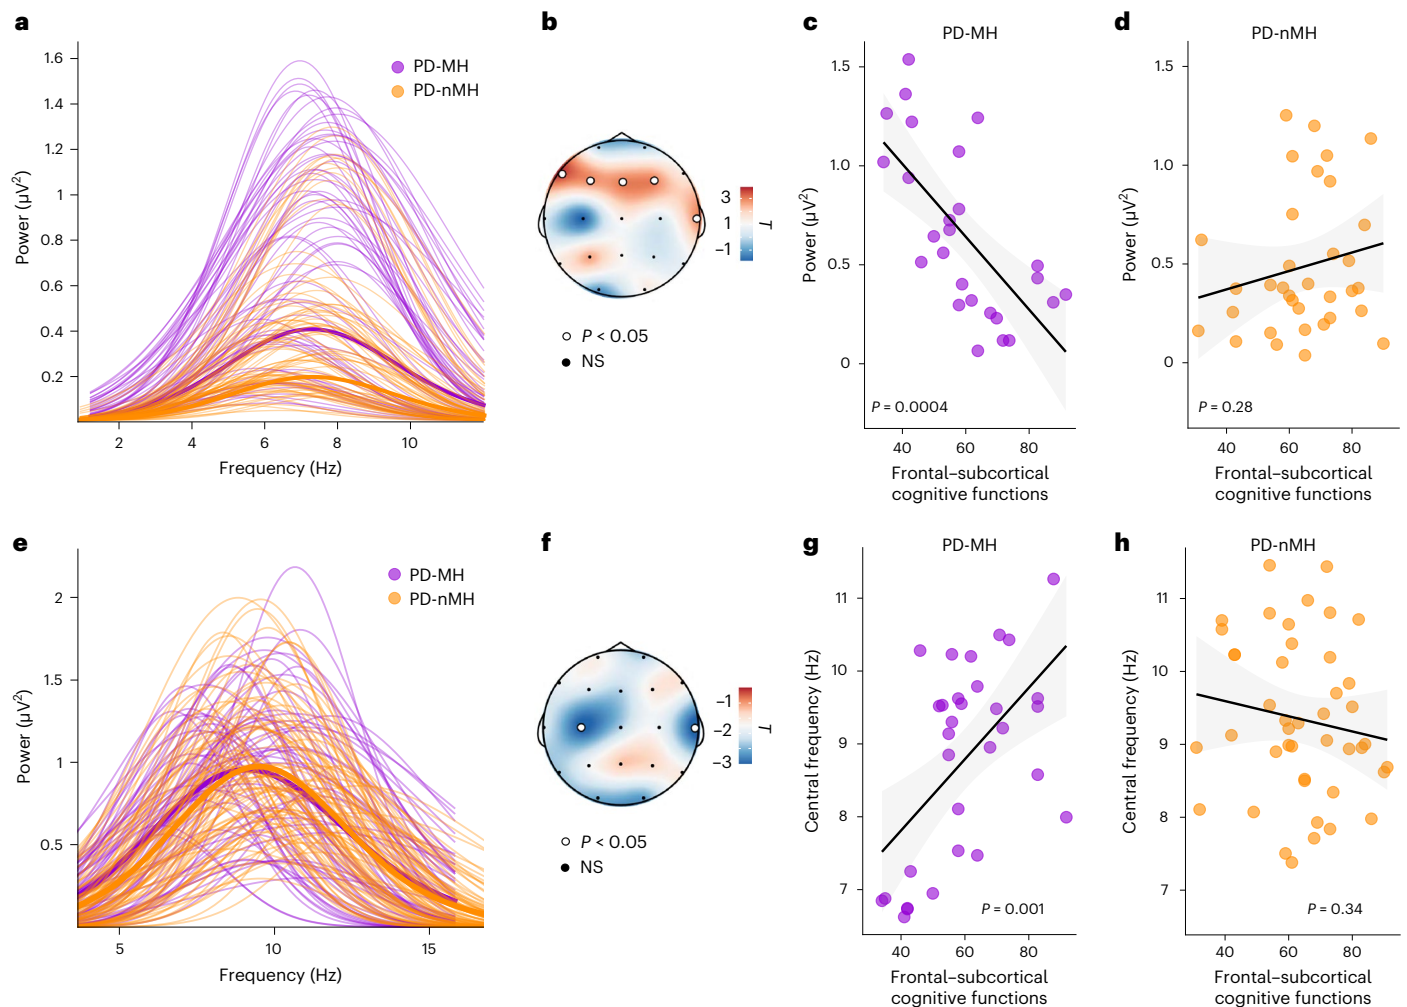 a
Power (µV²)
1.6
1.4
1.2
1
0.8
0.6
0.4
0.2
2
4
6
8
10
Frequency (Hz)
PD-MH
PD-nMH
b
3
1
–1
T
P < 0.05
NS
c
PD-MH
Power (µV²)
1.5
1.0
0.5
0
P = 0.0004
40
60
80
Frontal–subcortical
cognitive functions
d
PD-nMH
Power (µV²)
1.5
1.0
0.5
0
P = 0.28
40
60
80
Frontal–subcortical
cognitive functions
e
Power (µV²)
2
1.5
1
0.5
5
10
15
Frequency (Hz)
PD-MH
PD-nMH
f
–1
–2
–3
T
P < 0.05
NS
g
PD-MH
Central frequency (Hz)
11
10
9
8
7
P = 0.001
40
60
80
Frontal–subcortical
cognitive functions
h
PD-nMH
Central frequency (Hz)
11
10
9
8
7
P = 0.34
40
60
80
Frontal–subcortical
cognitive functions